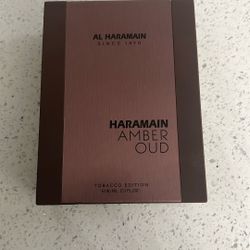 AL HARAMAIN
SINCE 1970
HARAMAIN
AMBER
OUD
TOBACCO EDITION